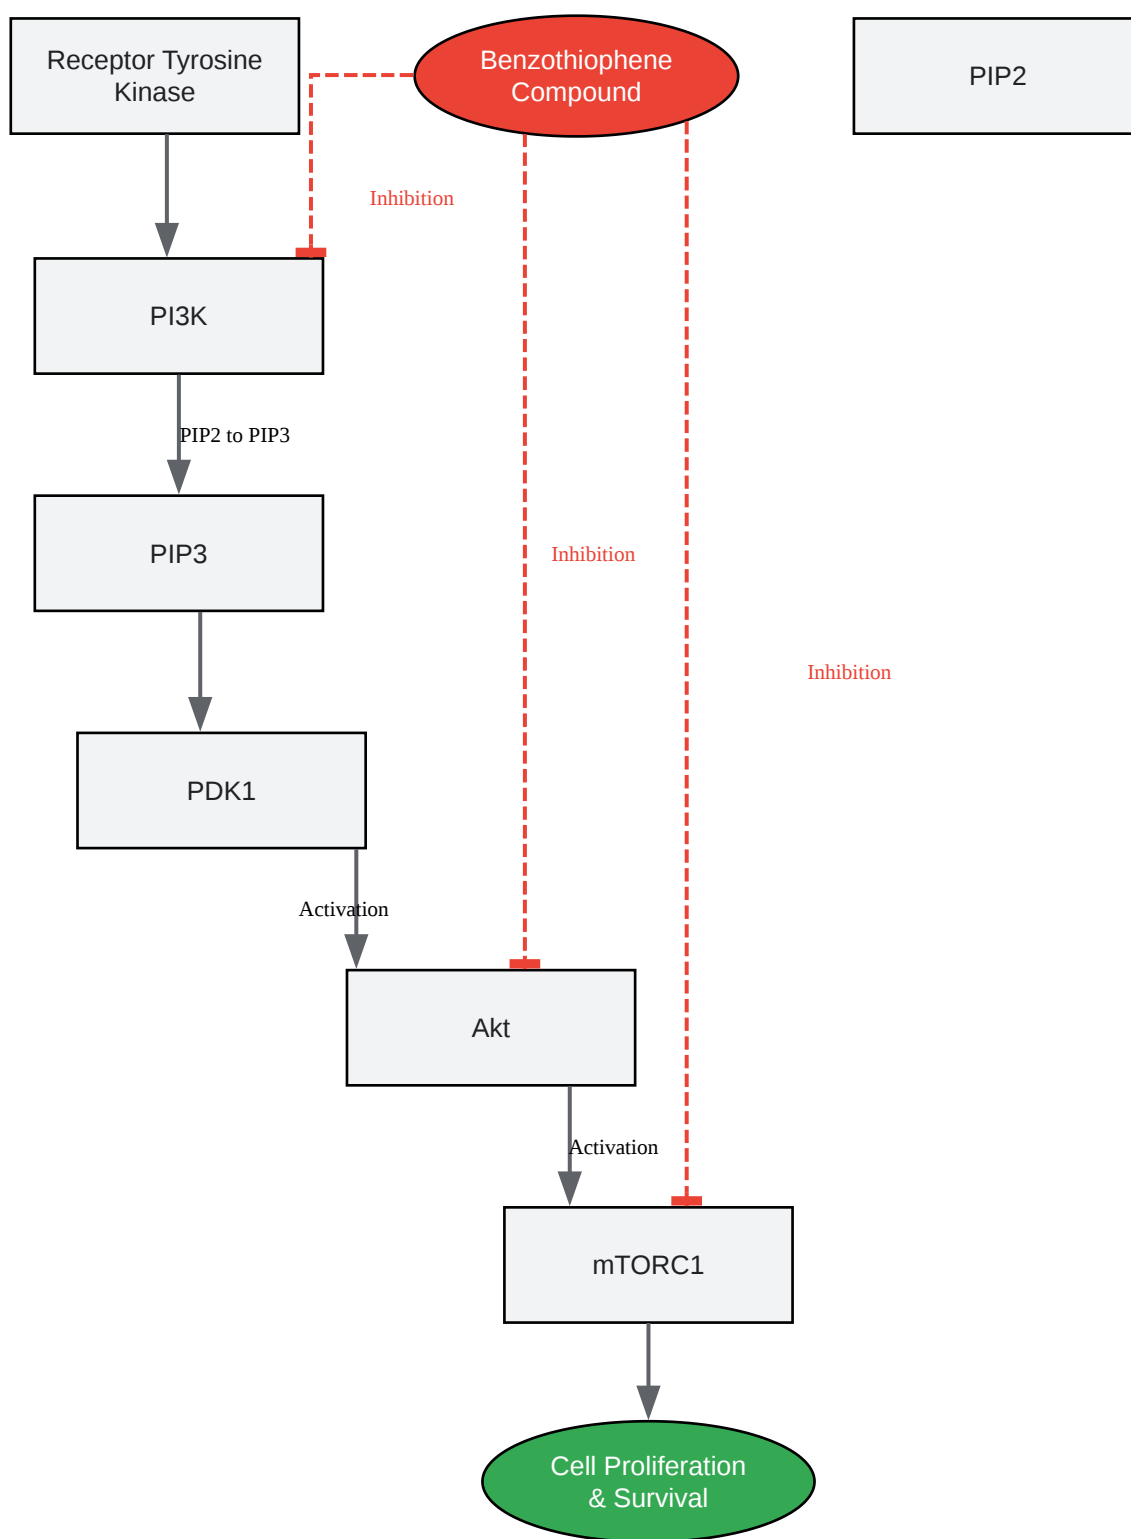 Receptor Tyrosine
Kinase
Benzothiophene
Compound
PIP2
Inhibition
PI3K
PIP2 to PIP3
PIP3
Inhibition
Inhibition
PDK1
Activation
Akt
Activation
mTORC1
Cell Proliferation
& Survival